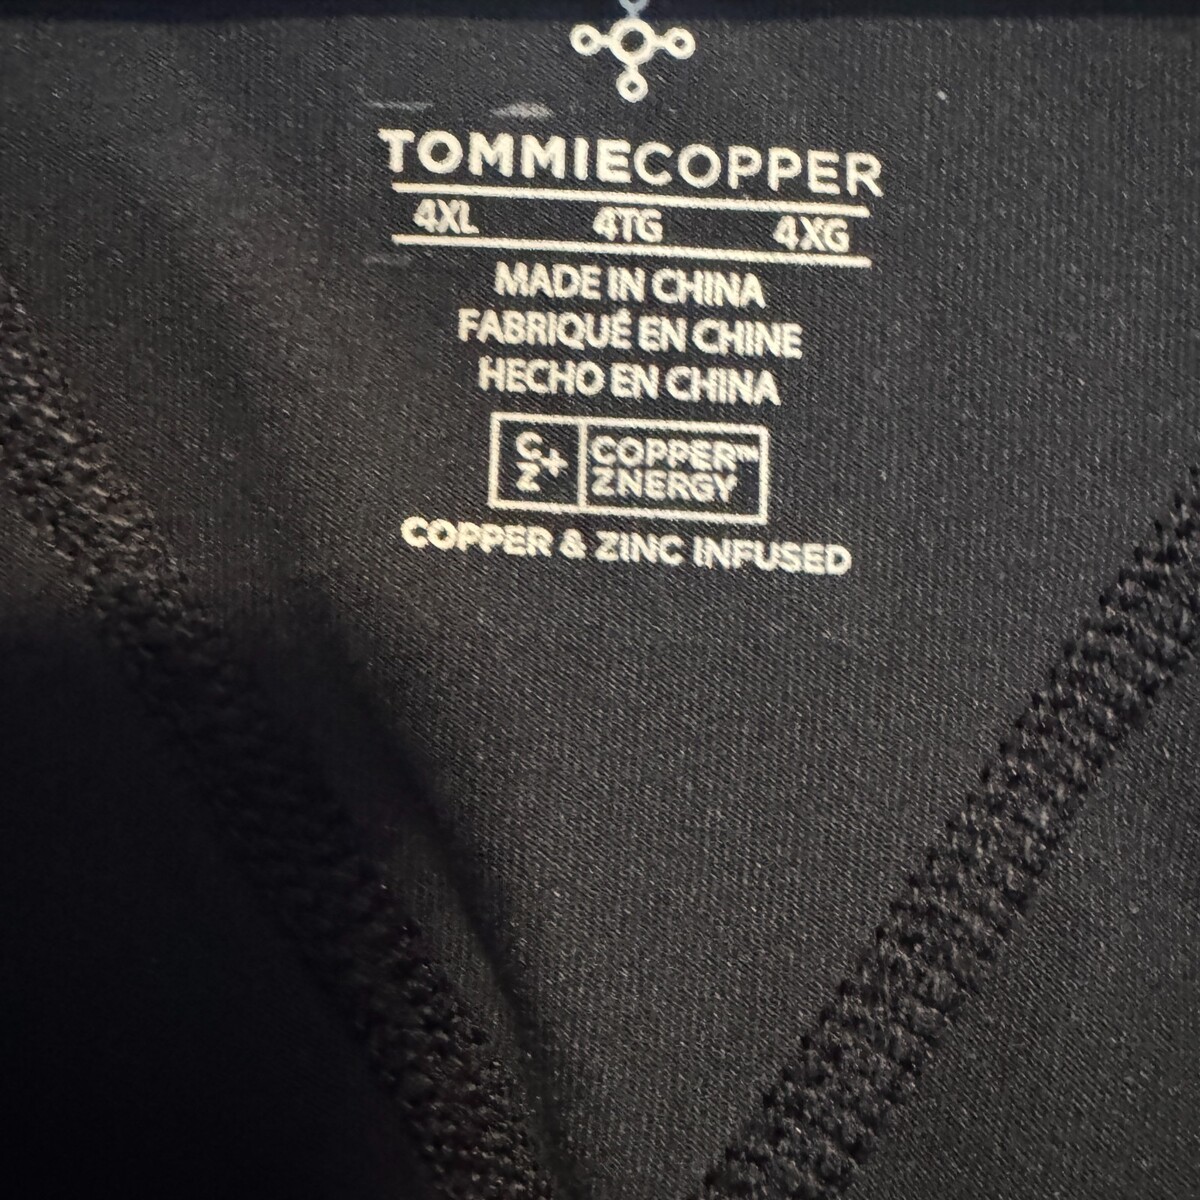 TOMMIECOPPER
4XL 4TG 4XG
MADE IN CHINA
FABRIQUÉ EN CHINE
HECHO EN CHINA
C+Z COPPER™
ZNERGY
COPPER & ZINC INFUSED